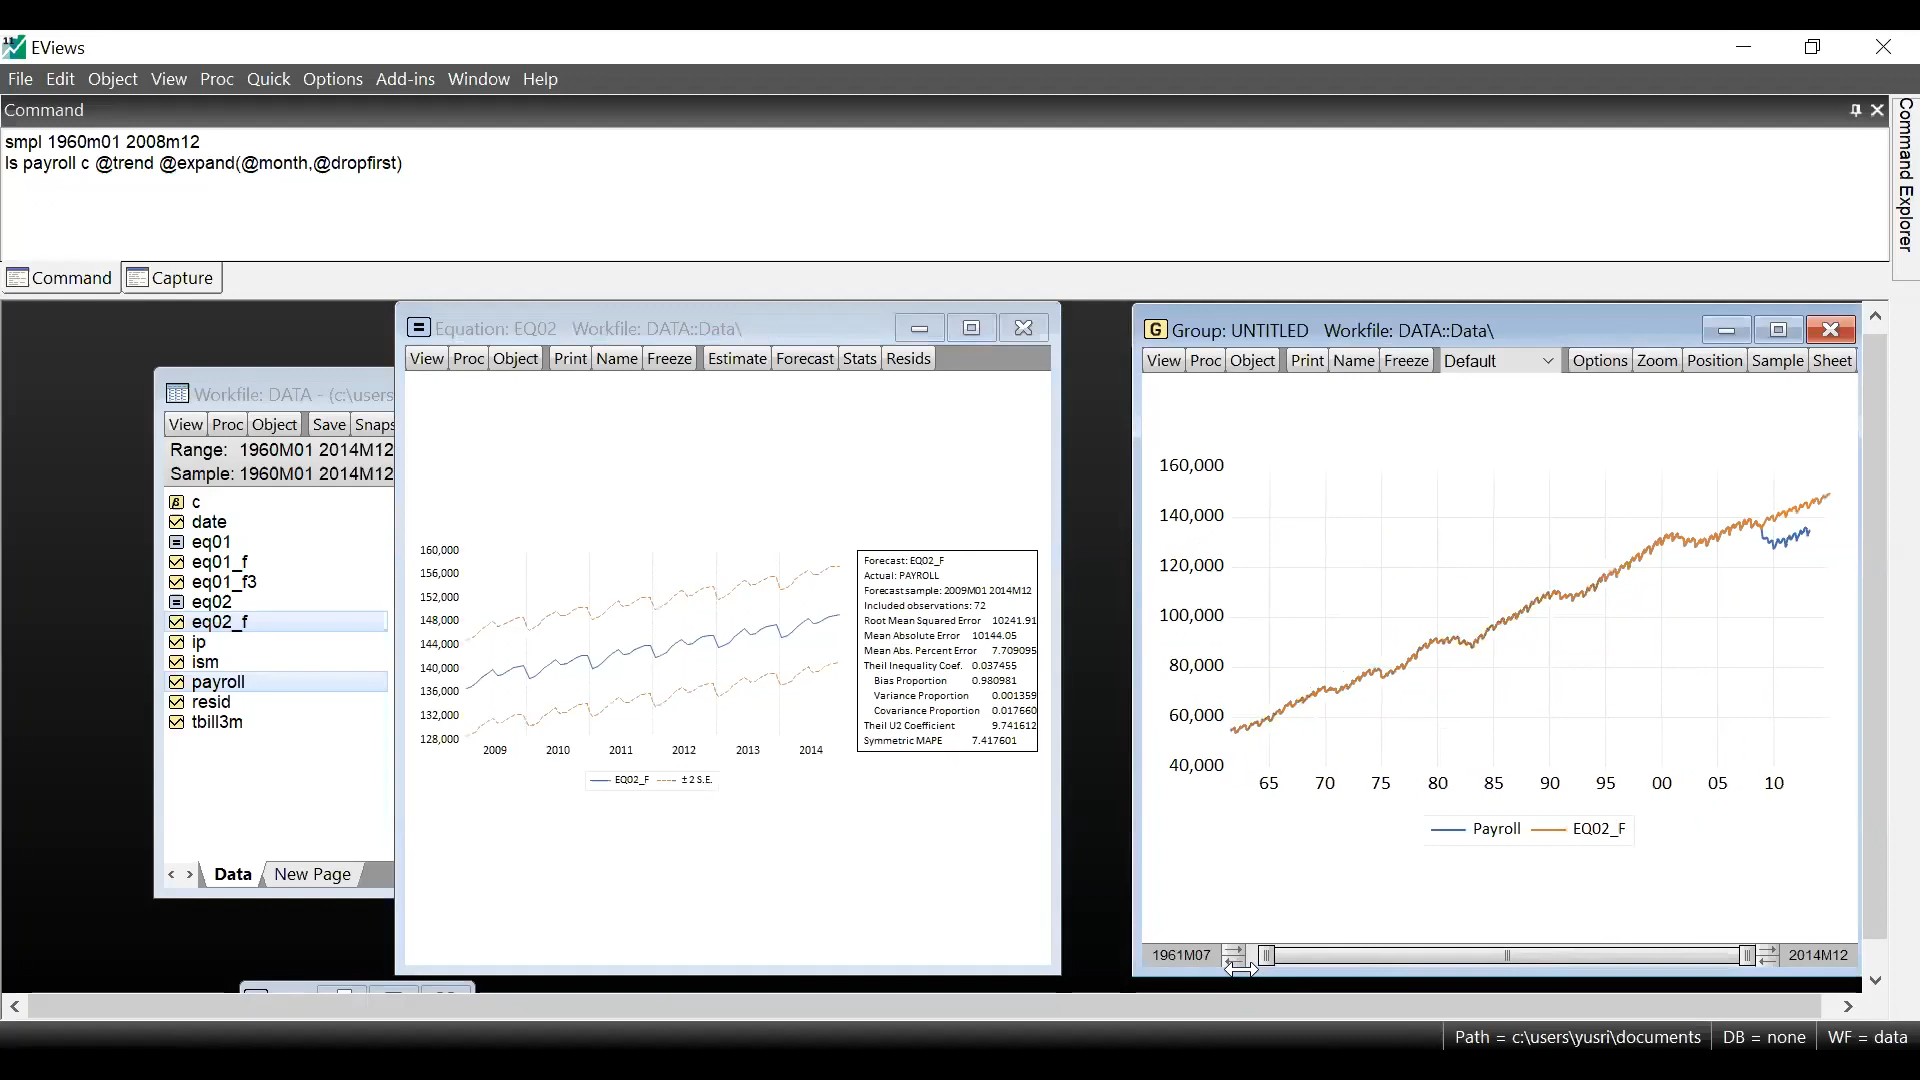 EViews
File Edit Object View Proc Quick Options Add-ins Window Help
Command
smpl 1960m01 2008m12
ls payroll c @trend @expand(@month,@dropfirst)
Command Explorer
Command Capture
Workfile: DATA - (c:\users
View Proc Object Save Snaps
Range: 1960M01 2014M12
Sample: 1960M01 2014M12
c
date
eq01
eq01_f
eq01_f3
eq02
eq02_f
ip
ism
payroll
resid
tbill3m
Data New Page
Equation: EQ02 Workfile: DATA::Data\
View Proc Object Print Name Freeze Estimate Forecast Stats Resids
160,000
156,000
152,000
148,000
144,000
140,000
136,000
132,000
128,000
2009 2010 2011 2012 2013 2014
EQ02_F ± 2 S.E.
Forecast: EQ02_F
Actual: PAYROLL
Forecast sample: 2009M01 2014M12
Included observations: 72
Root Mean Squared Error 10241.91
Mean Absolute Error 10144.05
Mean Abs. Percent Error 7.709095
Theil Inequality Coef. 0.037455
Bias Proportion 0.980981
Variance Proportion 0.001359
Covariance Proportion 0.017660
Theil U2 Coefficient 9.741612
Symmetric MAPE 7.417601
G Group: UNTITLED Workfile: DATA::Data\
View Proc Object Print Name Freeze Default Options Zoom Position Sample Sheet
160,000
140,000
120,000
100,000
80,000
60,000
40,000
65 70 75 80 85 90 95 00 05 10
Payroll EQ02_F
1961M07 2014M12
Path = c:\users\yusri\documents DB = none WF = data